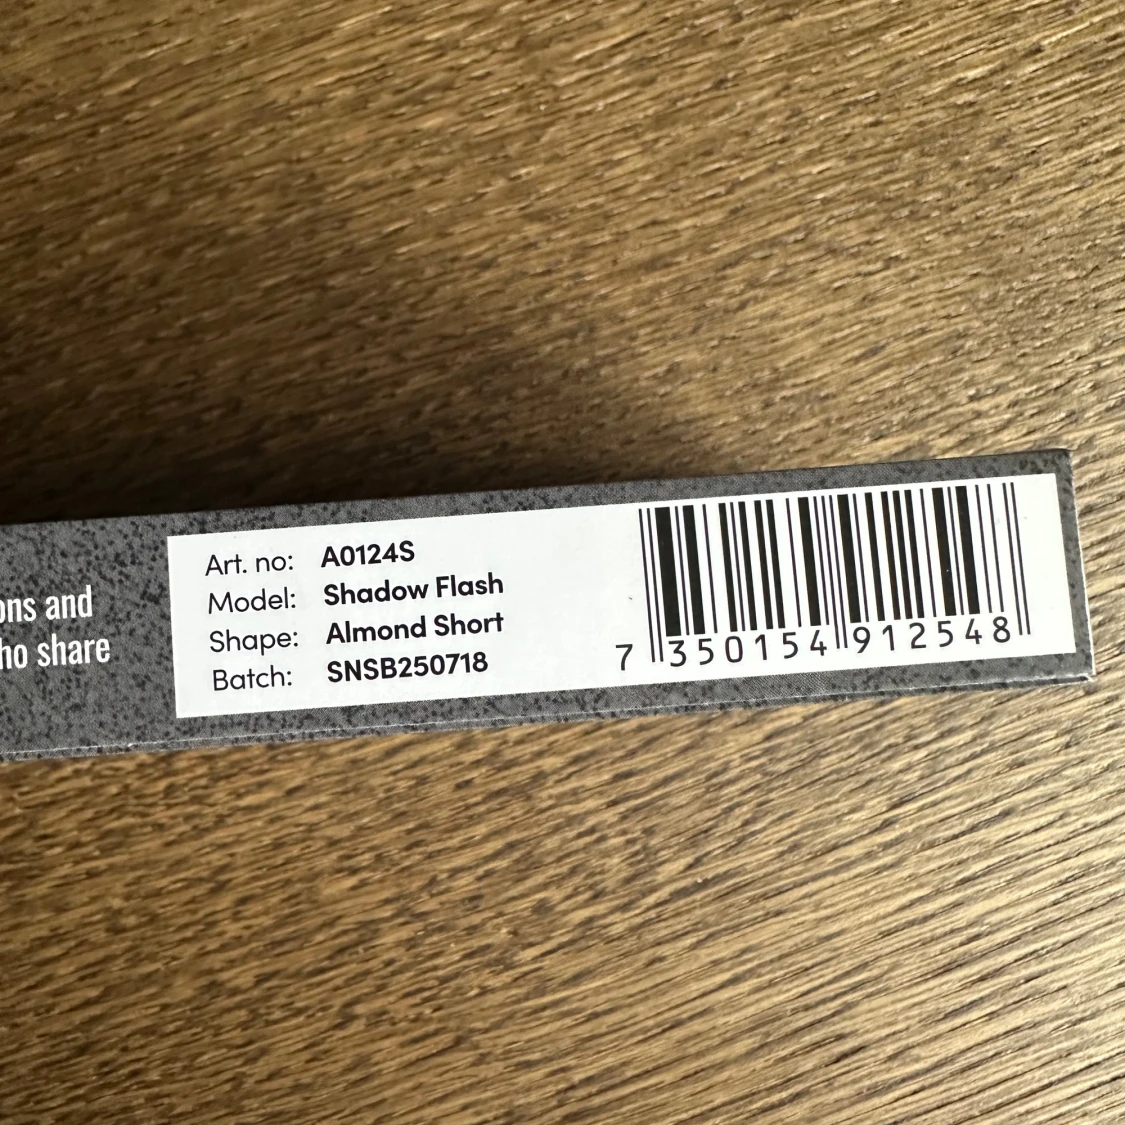 ons and
ho share
Art. no: A0124S
Model: Shadow Flash
Shape: Almond Short
Batch: SNSB250718
7 350154 912548